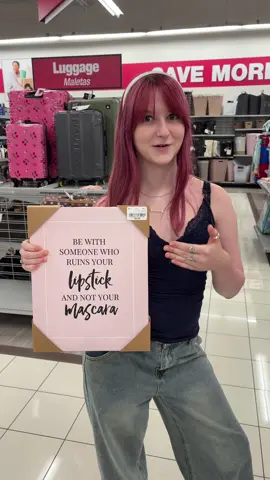 Luggage
Maletas
SAVE MORE
BE WITH
SOMEONE WHO
RUINS YOUR
lipstick
AND NOT YOUR
mascara